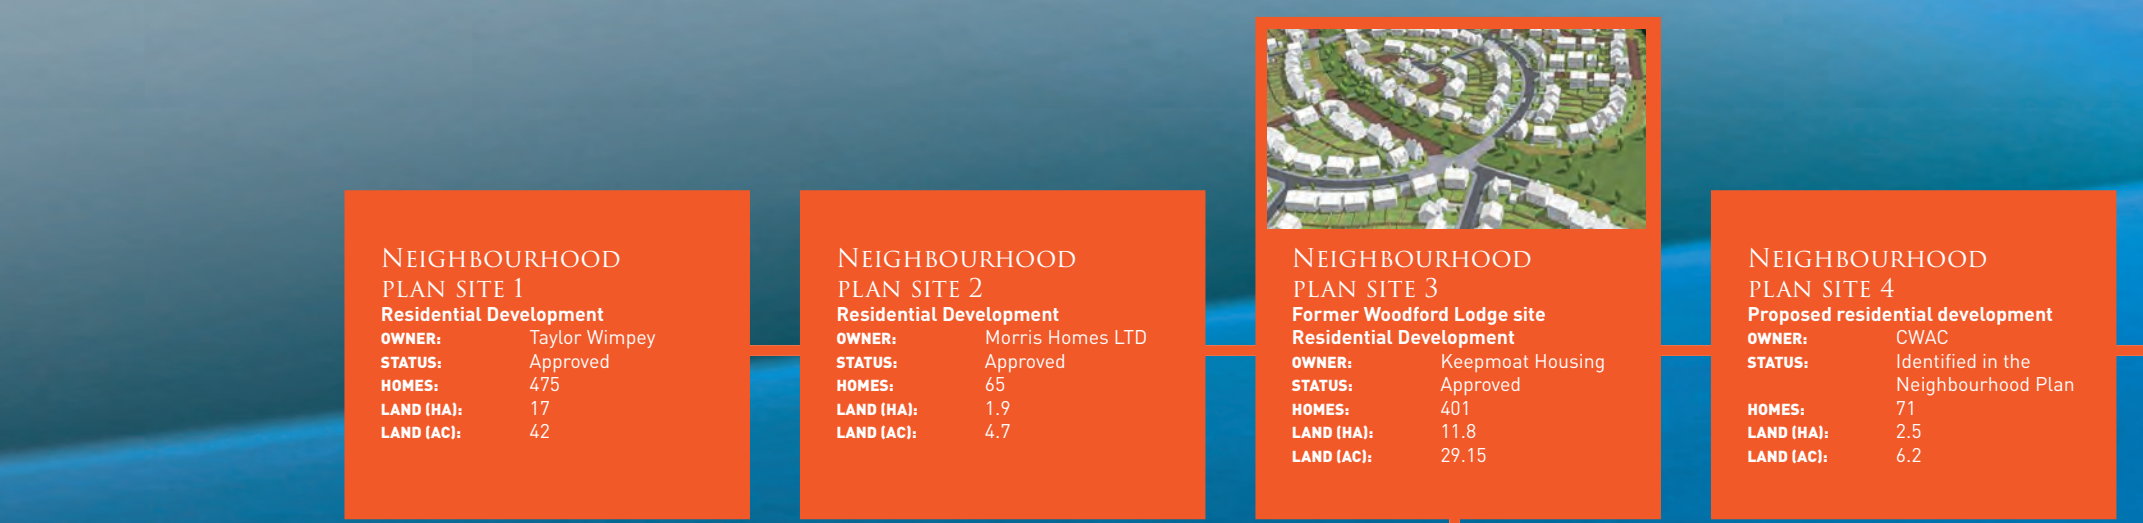 Neighbourhood
plan site 1
Residential Development
OWNER: Taylor Wimpey
STATUS: Approved
HOMES: 475
LAND (HA): 17
LAND (AC): 42
Neighbourhood
plan site 2
Residential Development
OWNER: Morris Homes LTD
STATUS: Approved
HOMES: 65
LAND (HA): 1.9
LAND (AC): 4.7
Neighbourhood
plan site 3
Former Woodford Lodge site
Residential Development
OWNER: Keepmoat Housing
STATUS: Approved
HOMES: 401
LAND (HA): 11.8
LAND (AC): 29.15
Neighbourhood
plan site 4
Proposed residential development
OWNER: CWAC
STATUS: Identified in the
Neighbourhood Plan
HOMES: 71
LAND (HA): 2.5
LAND (AC): 6.2